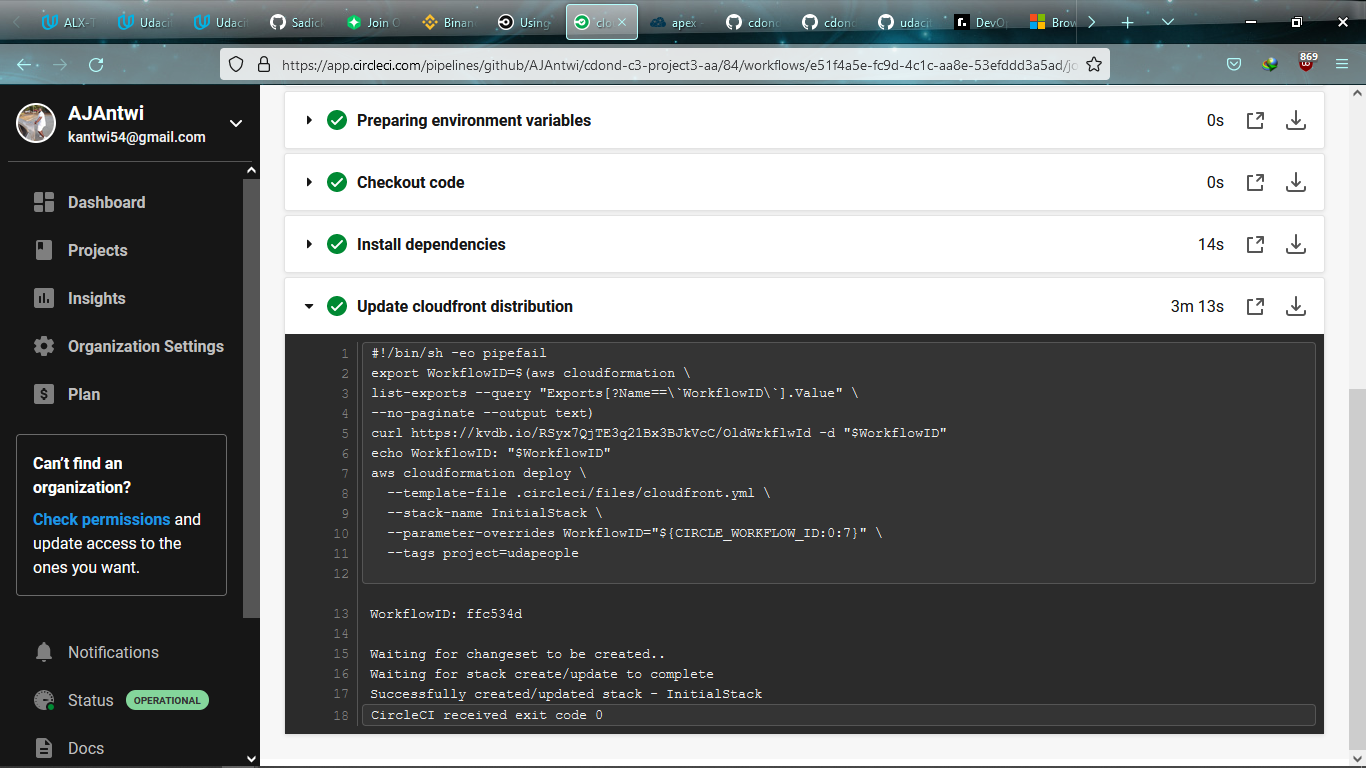 ALX-T
Udaci
Udaci
Sadick
Join O
Binan
Using
clo
apex -
cdond
cdond
udaci
DevOp
Brow
https://app.circleci.com/pipelines/github/AJAntwi/cdond-c3-project3-aa/84/workflows/e51f4a5e-fc9d-4c1c-aa8e-53efddd3a5ad/jo
869
AJAntwi
kantwi54@gmail.com
Dashboard
Projects
Insights
Organization Settings
Plan
Can't find an
organization?
Check permissions and
update access to the
ones you want.
Notifications
Status OPERATIONAL
Docs
Preparing environment variables 0s
Checkout code 0s
Install dependencies 14s
Update cloudfront distribution 3m 13s
1 #!/bin/sh -eo pipefail
2 export WorkflowID=$(aws cloudformation \
3 list-exports --query "Exports[?Name==\`WorkflowID\`].Value" \
4 --no-paginate --output text)
5 curl https://kvdb.io/RSyx7QjTE3q21Bx3BJkVcC/OldWrkflwId -d "$WorkflowID"
6 echo WorkflowID: "$WorkflowID"
7 aws cloudformation deploy \
8 --template-file .circleci/files/cloudfront.yml \
9 --stack-name InitialStack \
10 --parameter-overrides WorkflowID="${CIRCLE_WORKFLOW_ID:0:7}" \
11 --tags project=udapeople
12
13 WorkflowID: ffc534d
14
15 Waiting for changeset to be created..
16 Waiting for stack create/update to complete
17 Successfully created/updated stack - InitialStack
18 CircleCI received exit code 0